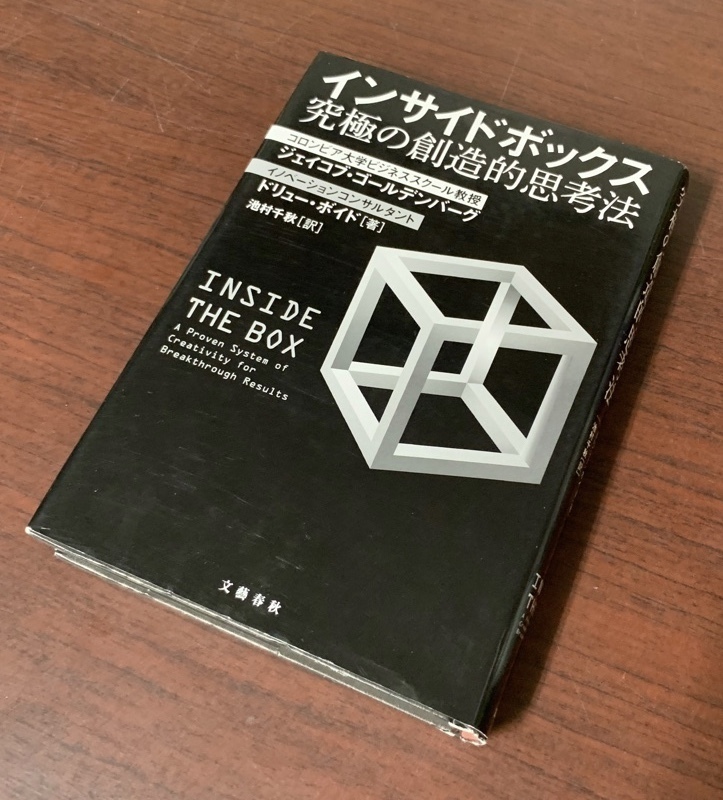 インサイドボックス
究極の創造的思考法
コロンビア大学ビジネススクール教授
ジェイコブ・ゴールデンバーグ
イノベーションコンサルタント
ドリュー・ボイド[著]
池村千秋[訳]
INSIDE
THE BOX
A Proven System of
Creativity for
Breakthrough Results
文藝春秋